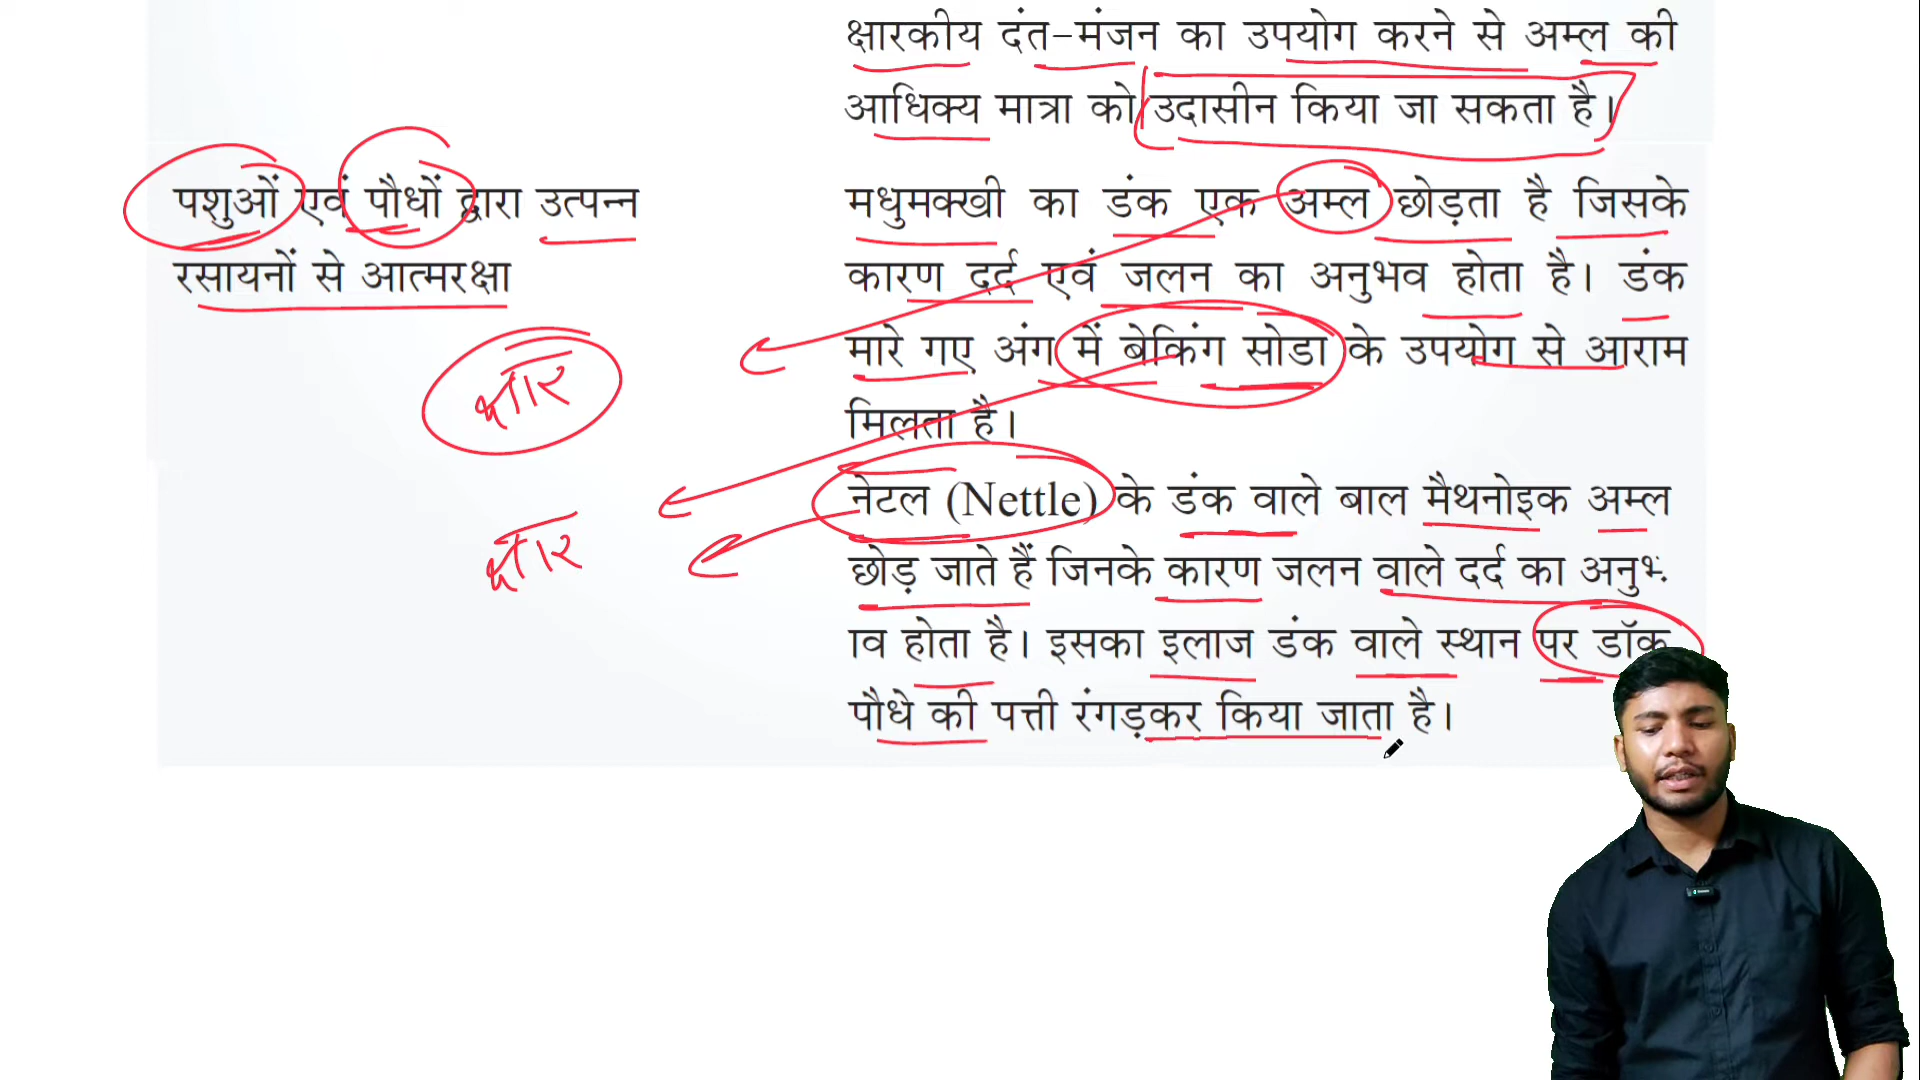 क्षारकीय दंत-मंजन का उपयोग करने से अम्ल की
आधिक्य मात्रा को उदासीन किया जा सकता है।
पशुओं एवं पौधों द्वारा उत्पन्न
रसायनों से आत्मरक्षा
मधुमक्खी का डंक एक अम्ल छोड़ता है जिसके
कारण दर्द एवं जलन का अनुभव होता है। डंक
मारे गए अंग में बेकिंग सोडा के उपयोग से आराम
मिलता है।
क्षार
नेटल (Nettle) के डंक वाले बाल मैथनोइक अम्ल
छोड़ जाते हैं जिनके कारण जलन वाले दर्द का अनुभ
ाव होता है। इसका इलाज डंक वाले स्थान पर डॉक
पौधे की पत्ती रंगड़कर किया जाता है।
क्षार